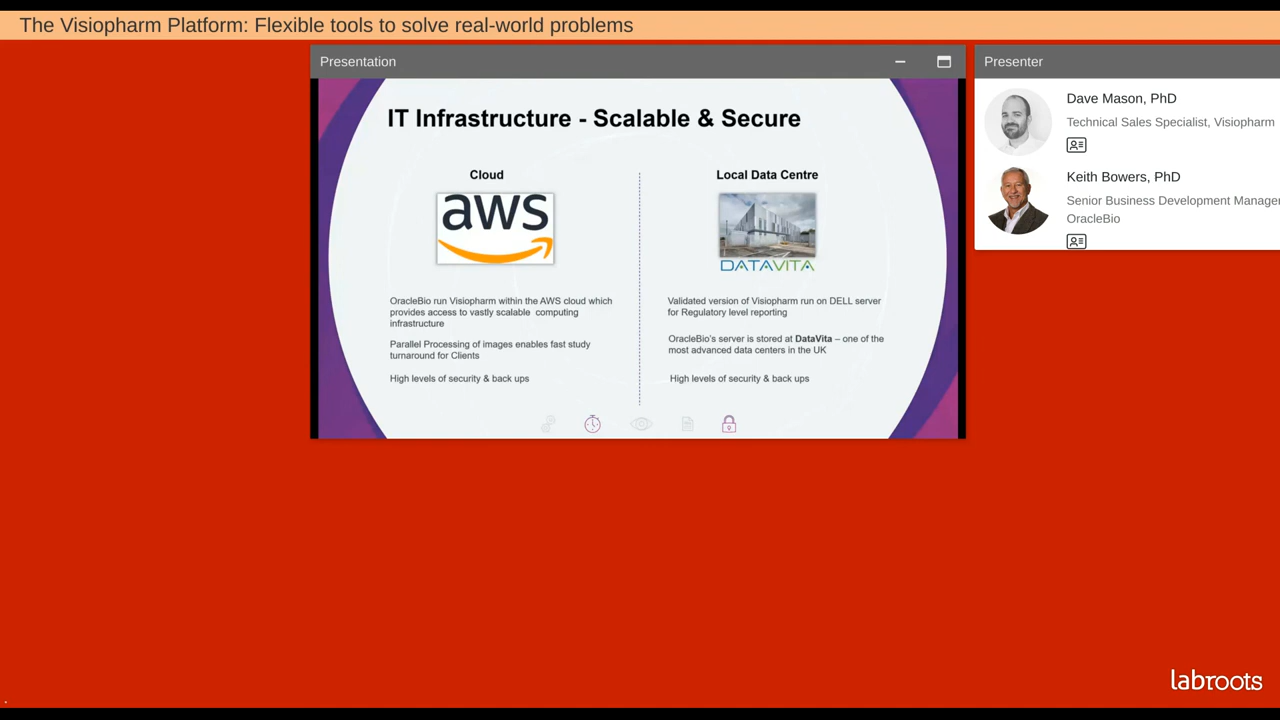 The Visiopharm Platform: Flexible tools to solve real-world problems
Presentation
IT Infrastructure - Scalable & Secure
Cloud
aws
OracleBio run Visiopharm within the AWS cloud which
provides access to vastly scalable computing
infrastructure
Parallel Processing of images enables fast study
turnaround for Clients
High levels of security & back ups
Local Data Centre
DATAVITA
Validated version of Visiopharm run on DELL server
for Regulatory level reporting
OracleBio's server is stored at DataVita – one of the
most advanced data centers in the UK
High levels of security & back ups
Presenter
Dave Mason, PhD
Technical Sales Specialist, Visiopharm
Keith Bowers, PhD
Senior Business Development Manager
OracleBio
labroots